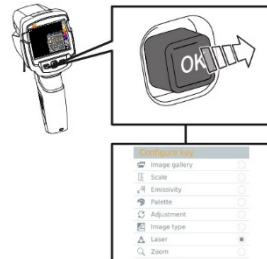 OK
Configure key
Image gallery
Scale
Emissivity
Palette
Adjustment
Image type
Laser
Zoom